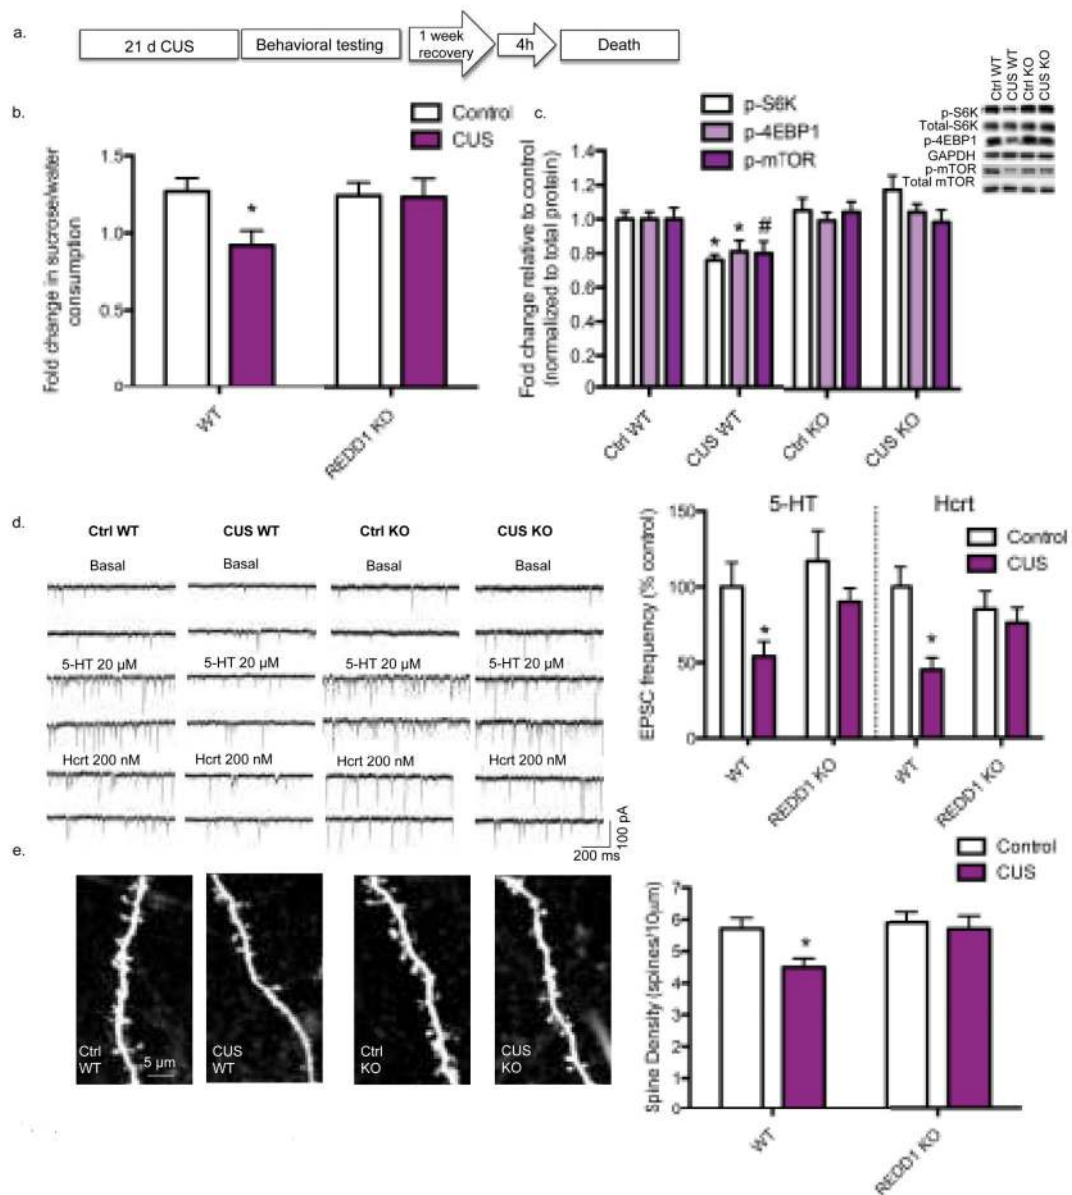 a.
21 d CUS
Behavioral testing
1 week
recovery
4h
Death
b.
Control
CUS
Fold change in sucrose/water
consumption
1.5
1.0
0.5
0
*
WT
REDD1 KO
c.
p-S6K
p-4EBP1
p-mTOR
Fold change relative to control
(normalized to total protein)
1.4
1.2
1.0
0.8
0.6
0.4
0.2
0
* * #
Ctrl WT
CUS WT
Ctrl KO
CUS KO
Ctrl WT
CUS WT
Ctrl KO
CUS KO
p-S6K
Total-S6K
p-4EBP1
GAPDH
p-mTOR
Total mTOR
d.
Ctrl WT CUS WT Ctrl KO CUS KO
Basal Basal Basal Basal
5-HT 20 µM 5-HT 20 µM 5-HT 20 µM 5-HT 20 µM
Hcrt 200 nM Hcrt 200 nM Hcrt 200 nM Hcrt 200 nM
100 pA
200 ms
5-HT Hcrt
Control
CUS
EPSC frequency (% control)
150
100
50
0
*
*
WT
REDD1 KO
WT
REDD1 KO
e.
Ctrl
WT
5 µm
CUS
WT
Ctrl
KO
CUS
KO
Control
CUS
Spine Density (spines/10µm)
7
6
5
4
3
2
1
0
*
WT
REDD1 KO